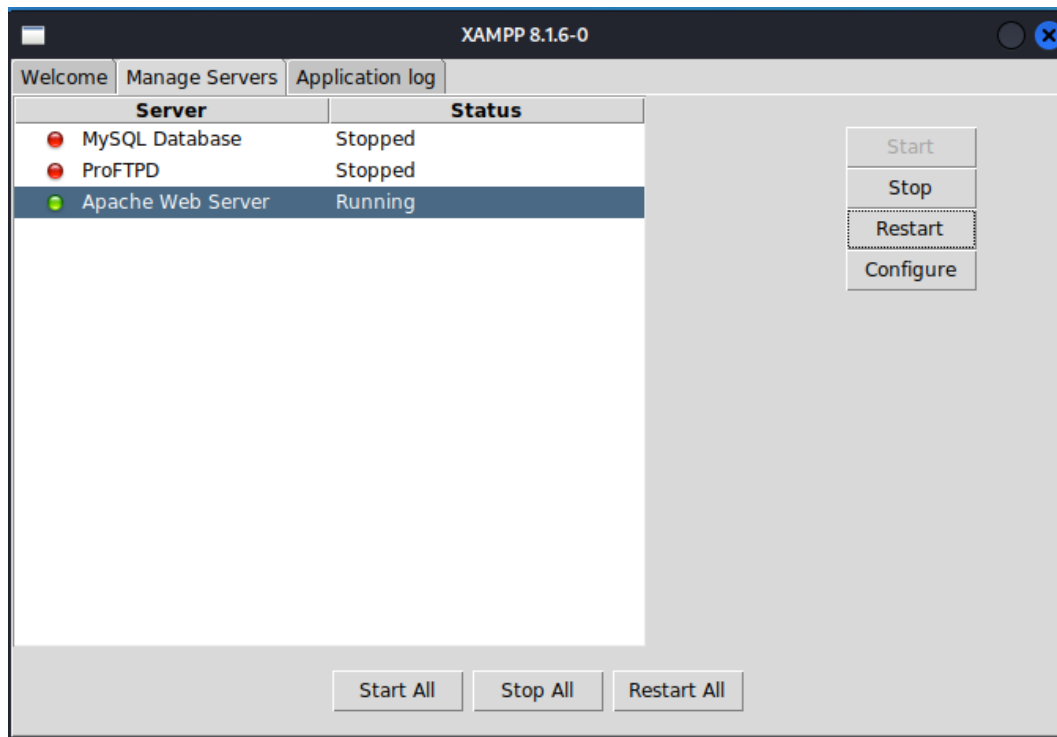 XAMPP 8.1.6-0
Welcome Manage Servers Application log
Server Status
MySQL Database Stopped
ProFTPD Stopped
Apache Web Server Running
Start
Stop
Restart
Configure
Start All Stop All Restart All